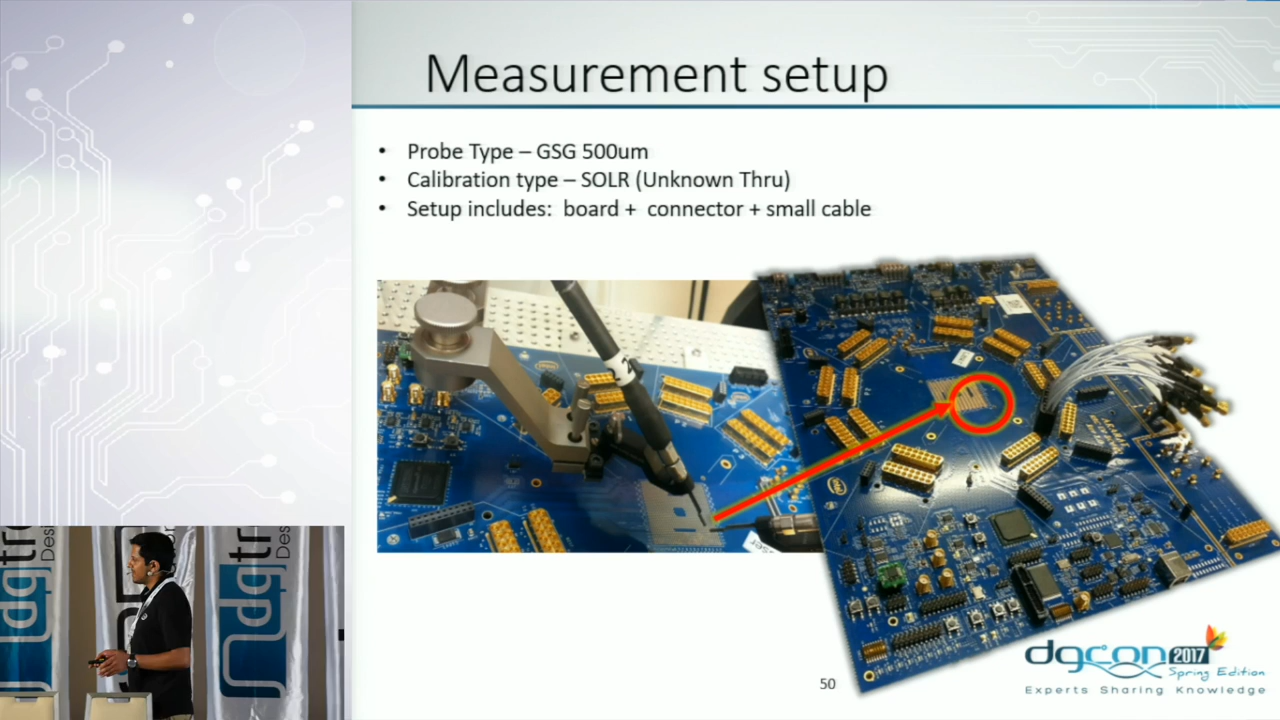 Measurement setup
• Probe Type – GSG 500um
• Calibration type – SOLR (Unknown Thru)
• Setup includes: board + connector + small cable
50
dgcon 2017
Spring Edition
Experts Sharing Knowledge